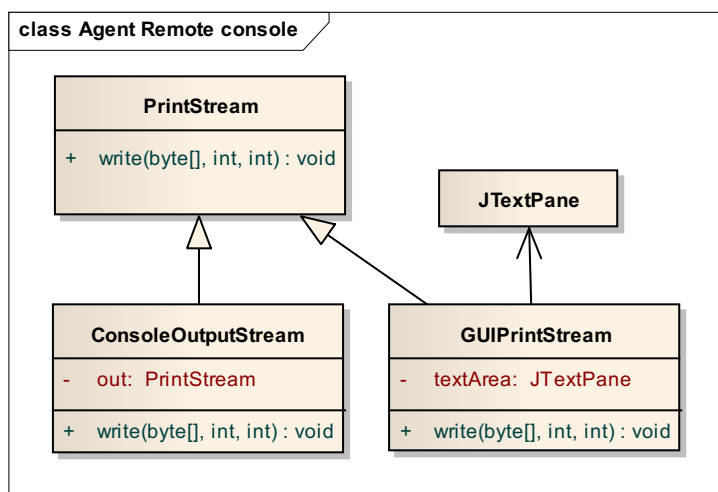 class Agent Remote console
PrintStream
+ write(byte[], int, int) : void
JTextPane
ConsoleOutputStream
- out: PrintStream
+ write(byte[], int, int) : void
GUIPrintStream
- textArea: JTextPane
+ write(byte[], int, int) : void